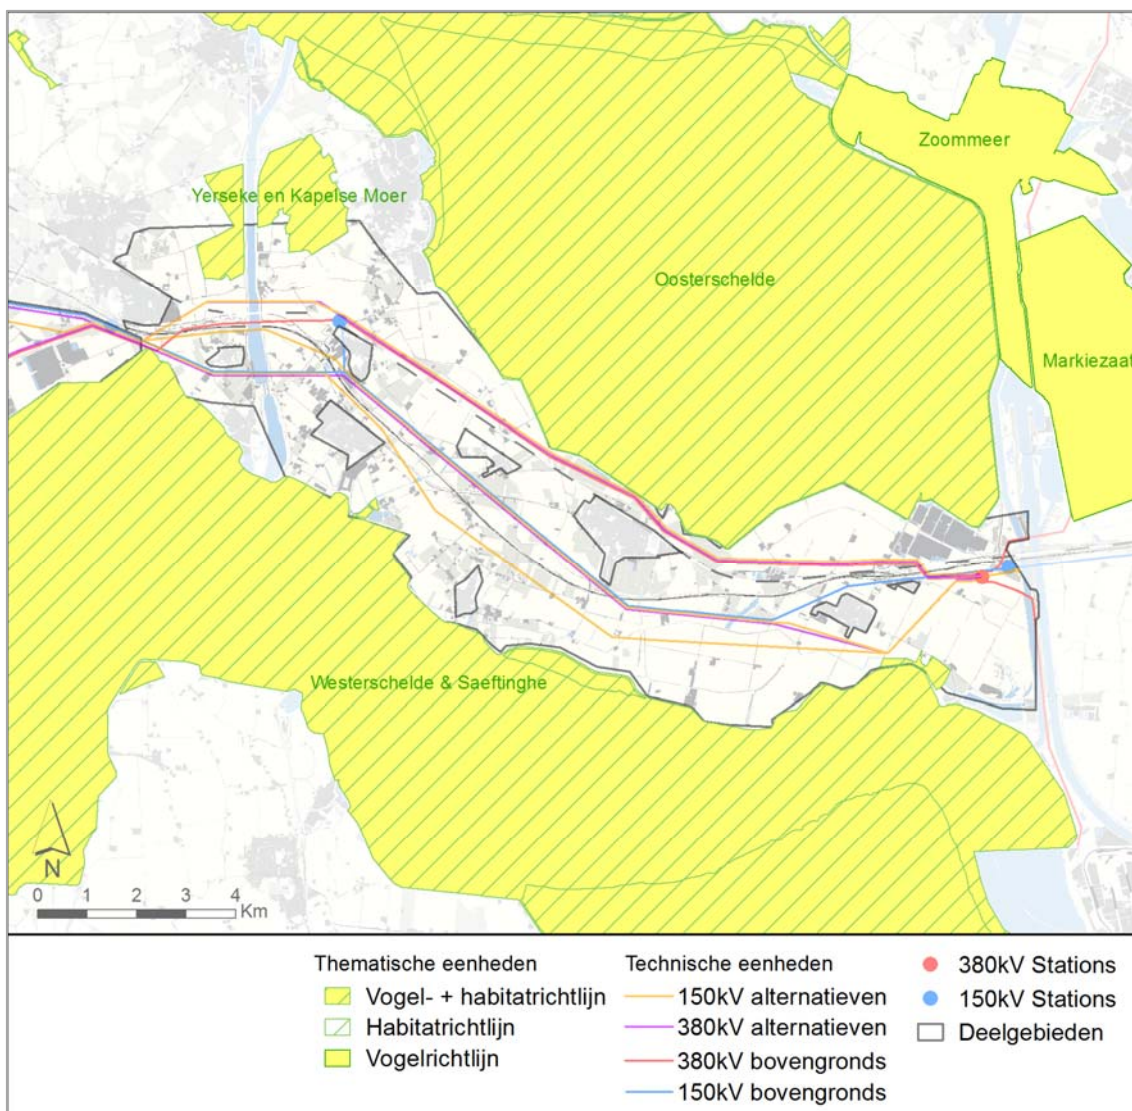 Zoommeer
Yerseke en Kapelse Moer
Oosterschelde
Markiezaat
Westerschelde & Saeftinghe
N
0 1 2 3 4
Km
Thematische eenheden
Vogel- + habitatrichtlijn
Habitatrichtlijn
Vogelrichtlijn
Technische eenheden
150kV alternatieven
380kV alternatieven
380kV bovengronds
150kV bovengronds
380kV Stations
150kV Stations
Deelgebieden